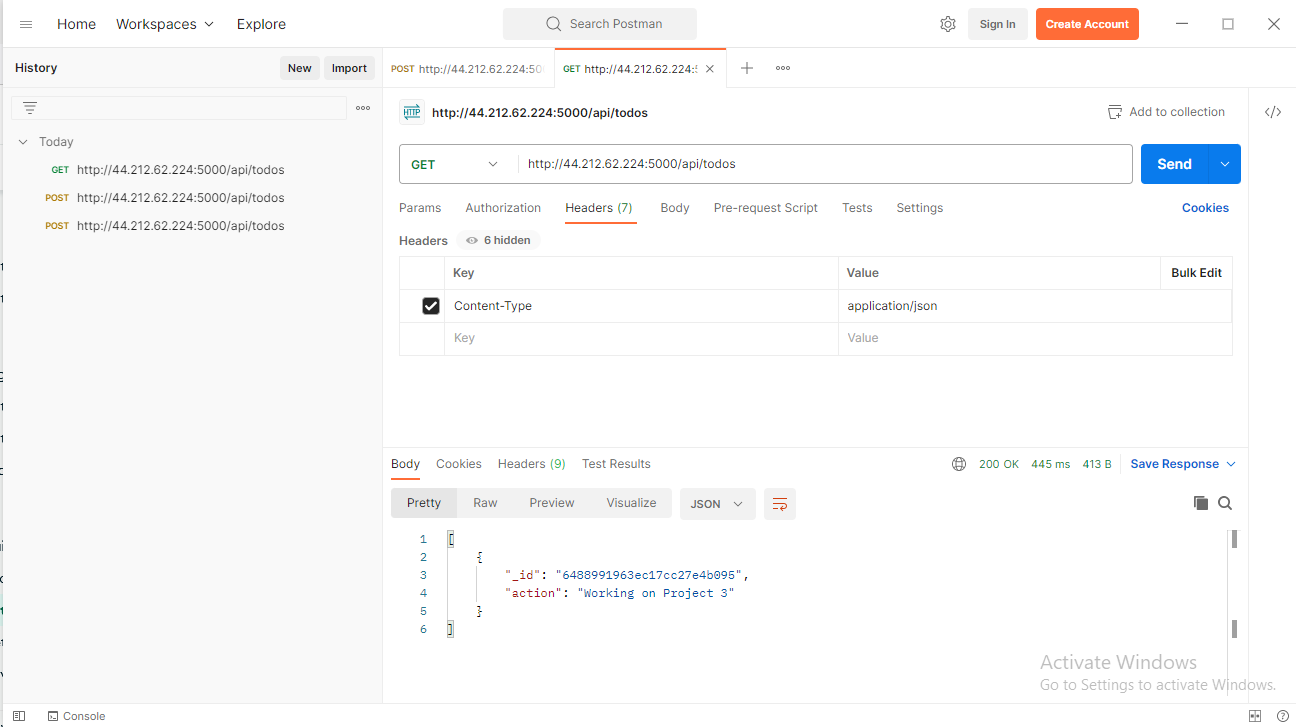 Home Workspaces Explore Search Postman Sign In Create Account
History New Import
POST http://44.212.62.224:50 GET http://44.212.62.224:5
http://44.212.62.224:5000/api/todos Add to collection
Today
GET http://44.212.62.224:5000/api/todos
POST http://44.212.62.224:5000/api/todos
POST http://44.212.62.224:5000/api/todos
GET http://44.212.62.224:5000/api/todos Send
Params Authorization Headers (7) Body Pre-request Script Tests Settings Cookies
Headers 6 hidden
Key Value Bulk Edit
Content-Type application/json
Key Value
Body Cookies Headers (9) Test Results 200 OK 445 ms 413 B Save Response
Pretty Raw Preview Visualize JSON
1 [
2 {
3 "_id": "6488991963ec17cc27e4b095",
4 "action": "Working on Project 3"
5 }
6 ]
Activate Windows
Go to Settings to activate Windows.
Console